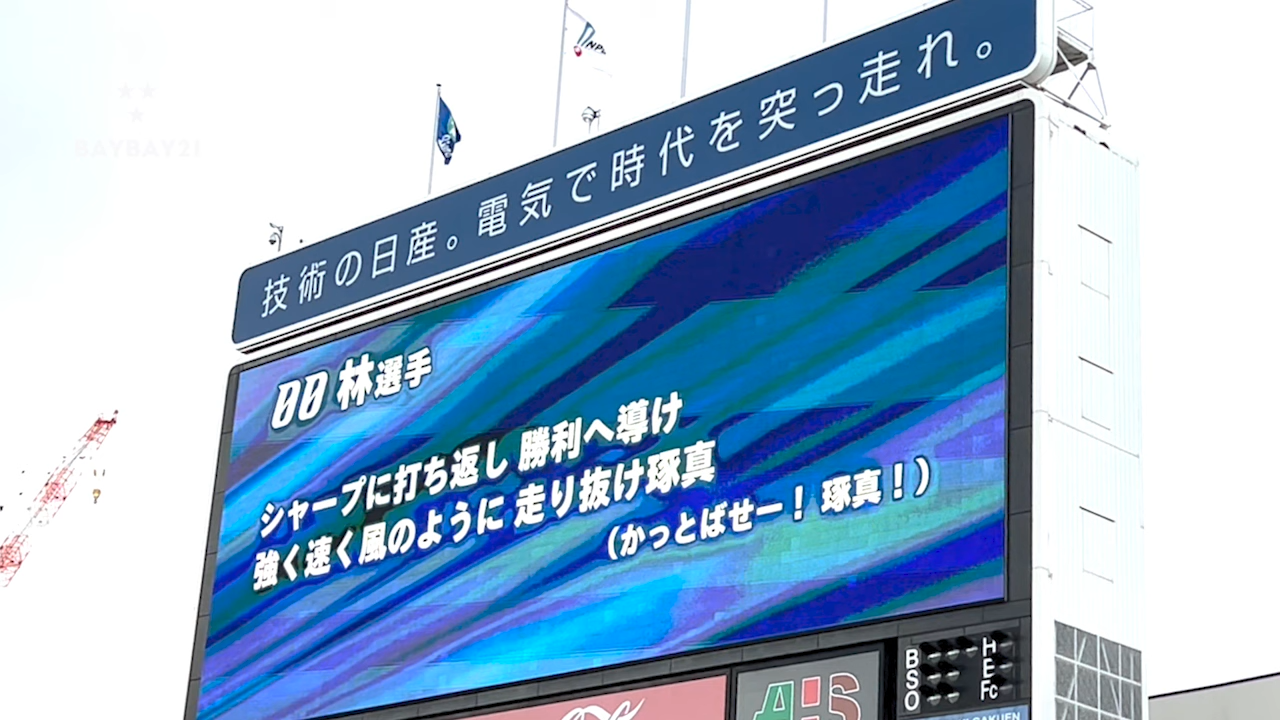 BAYBAY21
NPB
技術の日産。電気で時代を突っ走れ。
00 林選手
シャープに打ち返し 勝利へ導け
強く速く風のように 走り抜け琢真
(かっとばせー! 琢真!)
B H
S E
O Fc
AHS